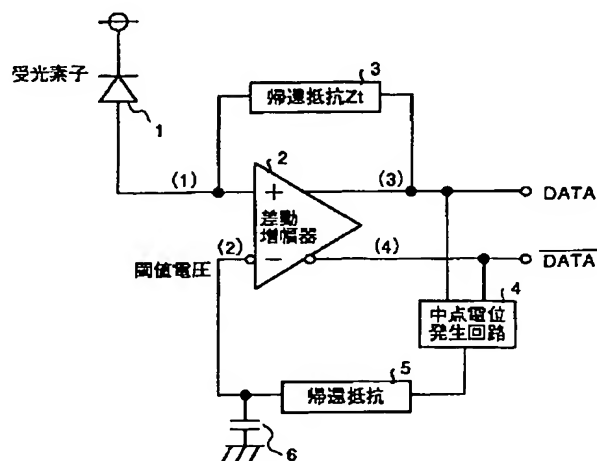 受光素子
1
3
帰還抵抗Zt
(1)
2
+
差動
増幅器
−
(3)
DATA
(2)
(4)
DATA
閾値電圧
4
中点電位
発生回路
5
帰還抵抗
6